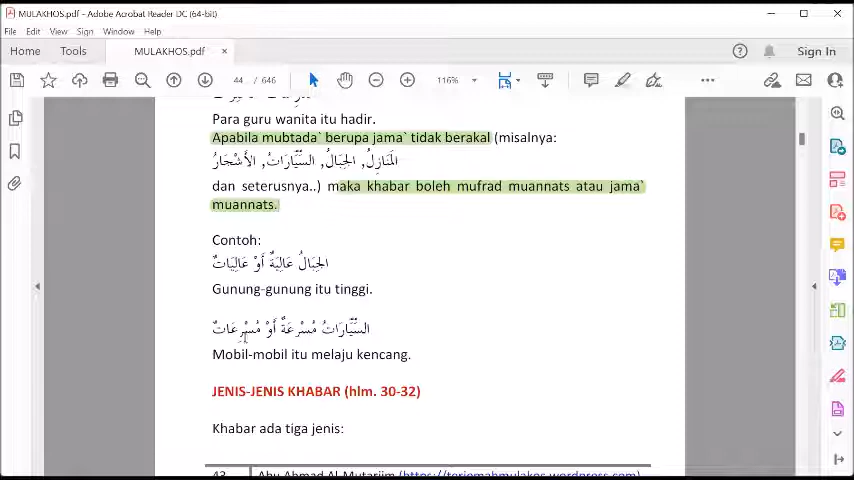 MULAKHOS.pdf - Adobe Acrobat Reader DC (64-bit)
File Edit View Sign Window Help
Home Tools MULAKHOS.pdf × Sign In
44 / 646 116%
Para guru wanita itu hadir.
Apabila mubtada` berupa jama` tidak berakal (misalnya:
المَنَازِلُ, الجِبَالُ, السَّيَّارَاتُ, الأَشْجَارُ
dan seterusnya..) maka khabar boleh mufrad muannats atau jama`
muannats.
Contoh:
الجِبَالُ عَالِيَةٌ أَوْ عَالِيَاتٌ
Gunung-gunung itu tinggi.
السَّيَّارَاتُ مُسْرِعَةٌ أَوْ مُسْرِعَاتٌ
Mobil-mobil itu melaju kencang.
JENIS-JENIS KHABAR (hlm. 30-32)
Khabar ada tiga jenis:
43 Abu Ahmad Al-Mutarjim (https://terjemahmulakos.wordpress.com)